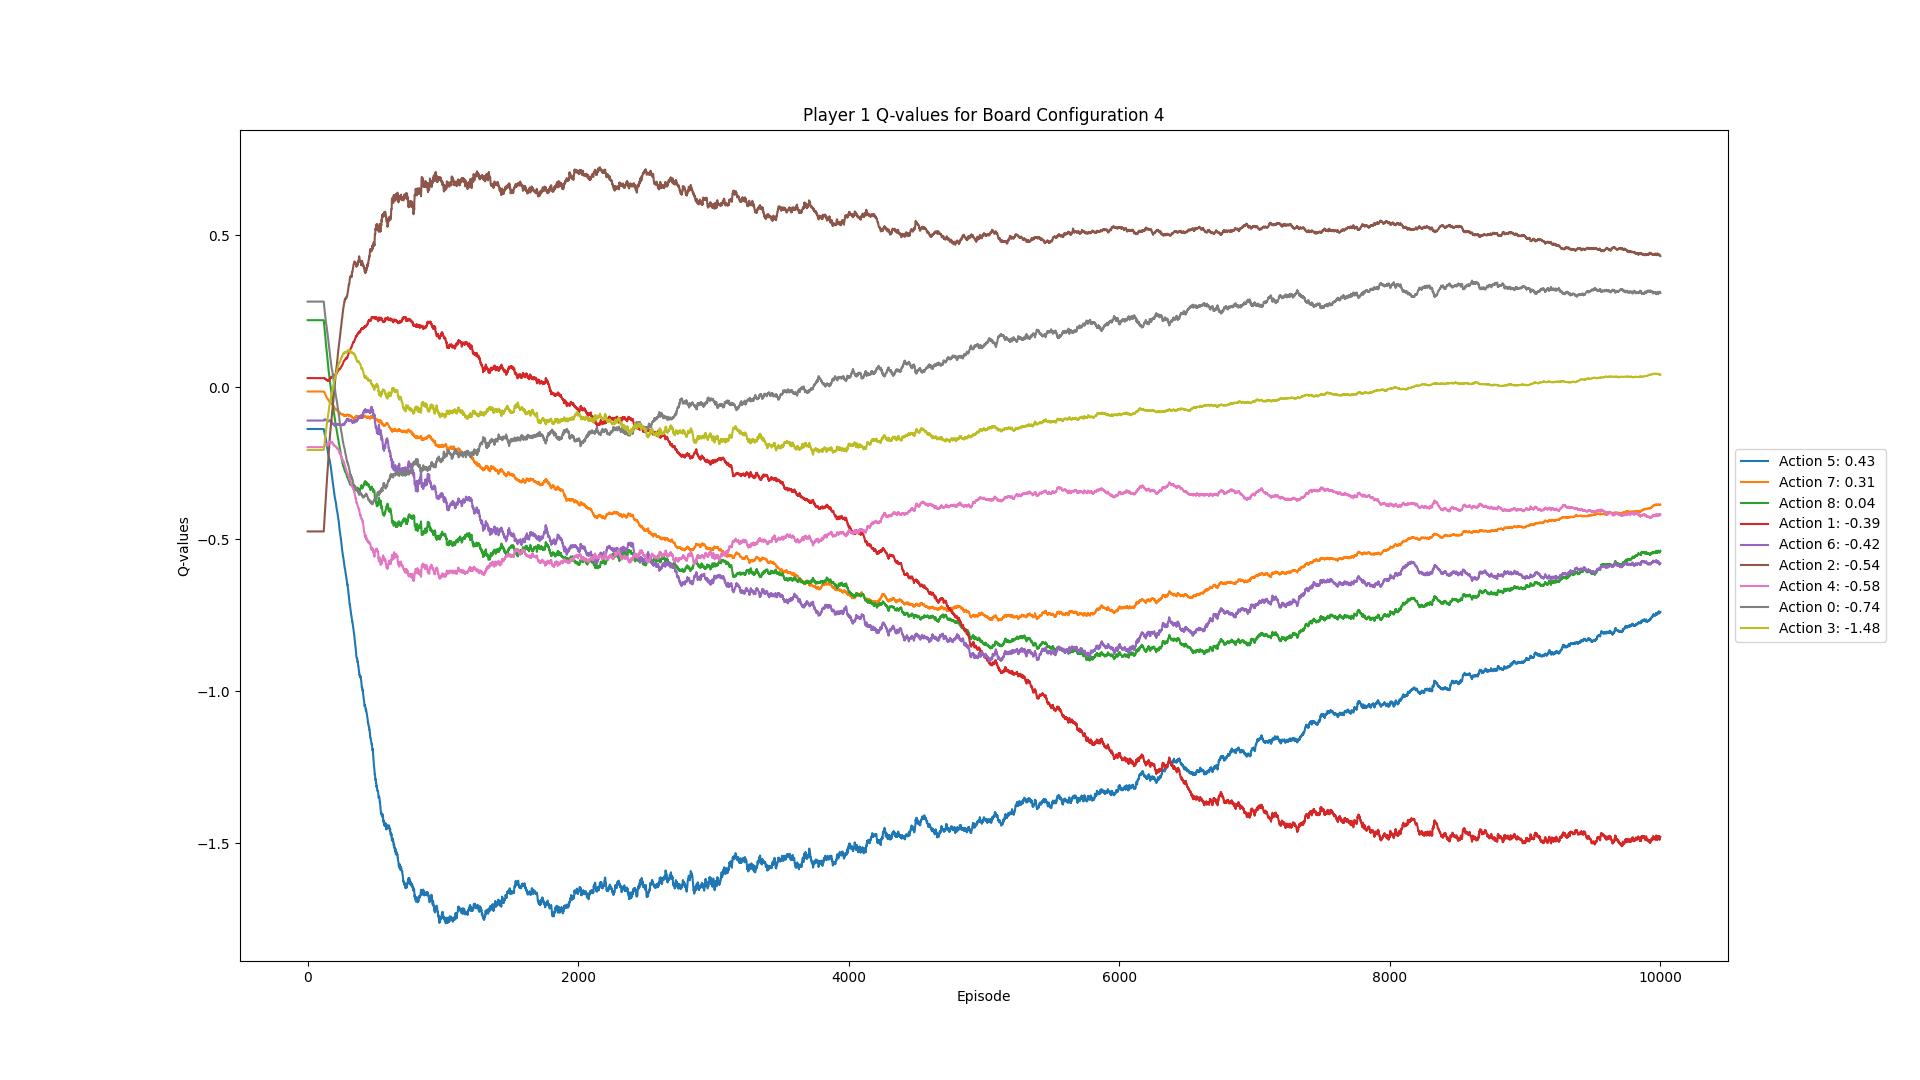 Player 1 Q-values for Board Configuration 4
Q-values
0.5
0.0
−0.5
−1.0
−1.5
0
2000
4000
6000
8000
10000
Episode
Action 5: 0.43
Action 7: 0.31
Action 8: 0.04
Action 1: -0.39
Action 6: -0.42
Action 2: -0.54
Action 4: -0.58
Action 0: -0.74
Action 3: -1.48